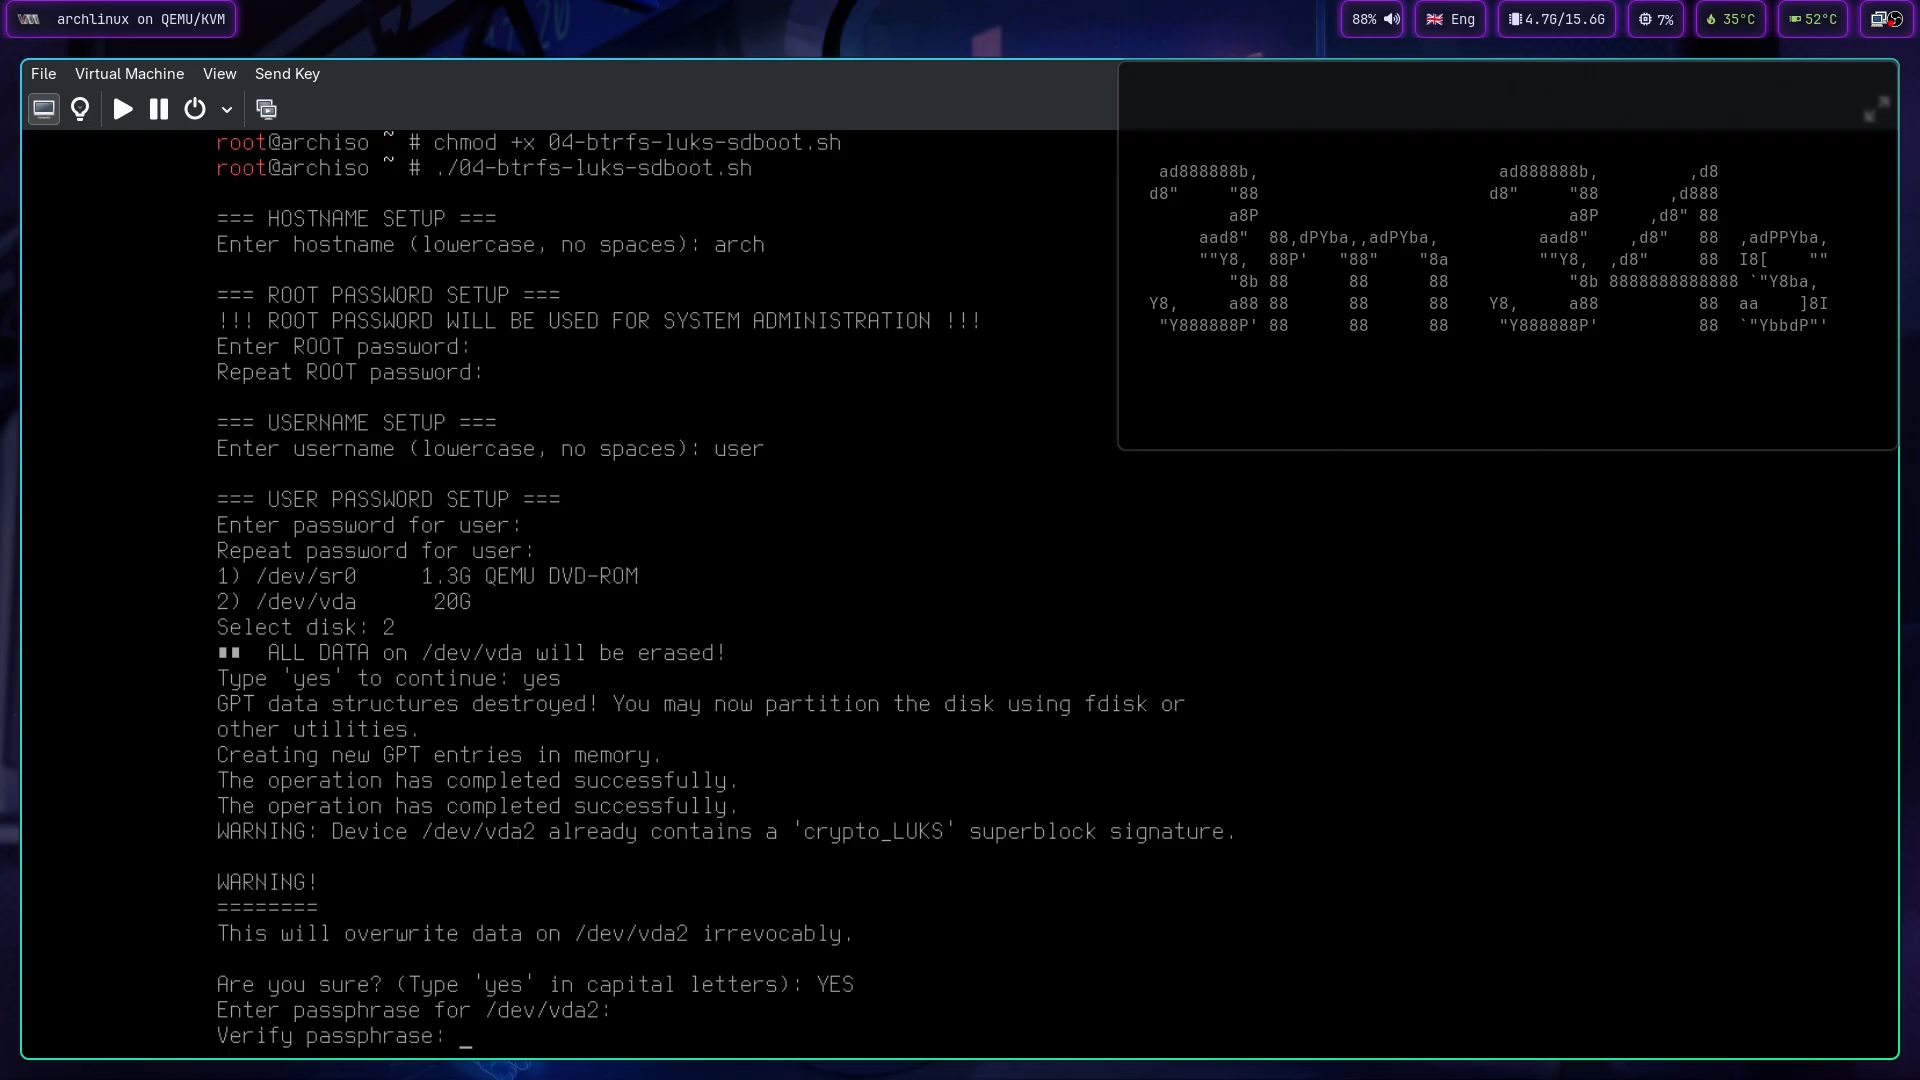 archlinux on QEMU/KVM
88%
Eng
4.7G/15.6G
7%
35°C
52°C
File Virtual Machine View Send Key
root@archiso ~ # chmod +x 04-btrfs-luks-sdboot.sh
root@archiso ~ # ./04-btrfs-luks-sdboot.sh
=== HOSTNAME SETUP ===
Enter hostname (lowercase, no spaces): arch
=== ROOT PASSWORD SETUP ===
!!! ROOT PASSWORD WILL BE USED FOR SYSTEM ADMINISTRATION !!!
Enter ROOT password:
Repeat ROOT password:
=== USERNAME SETUP ===
Enter username (lowercase, no spaces): user
=== USER PASSWORD SETUP ===
Enter password for user:
Repeat password for user:
1) /dev/sr0 1.3G QEMU DVD-ROM
2) /dev/vda 20G
Select disk: 2
ALL DATA on /dev/vda will be erased!
Type 'yes' to continue: yes
GPT data structures destroyed! You may now partition the disk using fdisk or
other utilities.
Creating new GPT entries in memory.
The operation has completed successfully.
The operation has completed successfully.
WARNING: Device /dev/vda2 already contains a 'crypto_LUKS' superblock signature.
WARNING!
========
This will overwrite data on /dev/vda2 irrevocably.
Are you sure? (Type 'yes' in capital letters): YES
Enter passphrase for /dev/vda2:
Verify passphrase: _
3m 34s